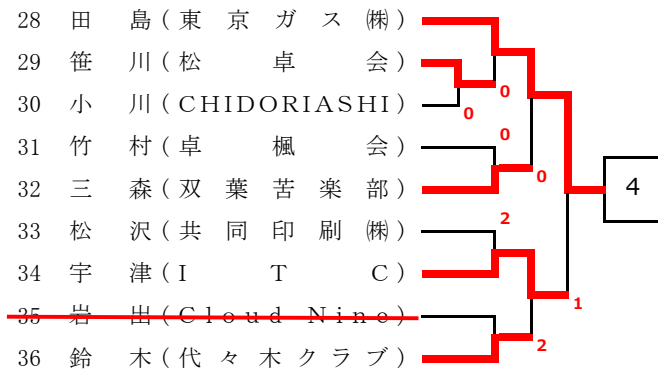 28 田 島(東 京 ガ ス ㈱)
29 笹 川(松 卓 会)
0
30 小 川(CHIDORIASHI)
0
0
31 竹 村(卓 楓 会)
0
32 三 森(双 葉 苦 楽 部)
4
2
33 松 沢(共 同 印 刷 ㈱)
34 宇 津(I T C)
1
35 岩 出(Cloud Nine)
2
36 鈴 木(代 々 木 ク ラ ブ)